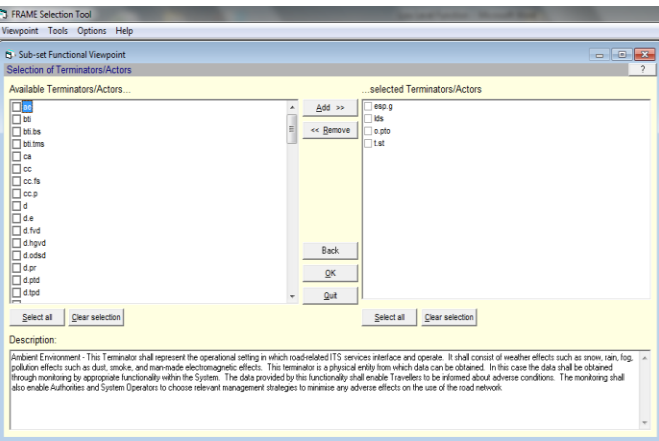 FRAME Selection Tool
Viewpoint Tools Options Help
Sub-set Functional Viewpoint
Selection of Terminators/Actors
?
Available Terminators/Actors...
...selected Terminators/Actors
ae
bti
bti.bs
bti.tms
ca
cc
cc.fs
cc.p
d
d.e
d.fvd
d.hgvd
d.odsd
d.pr
d.ptd
d.tpd
Add >>
<< Remove
Back
OK
Quit
esp.g
lds
o.pto
t.st
Select all Clear selection
Select all Clear selection
Description:
Ambient Environment - This Terminator shall represent the operational setting in which road-related ITS services interface and operate. It shall consist of weather effects such as snow, rain, fog,
pollution effects such as dust, smoke, and man-made electromagnetic effects. This terminator is a physical entity from which data can be obtained. In this case the data shall be obtained
through monitoring by appropriate functionality within the System. The data provided by this functionality shall enable Travellers to be informed about adverse conditions. The monitoring shall
also enable Authorities and System Operators to choose relevant management strategies to minimise any adverse effects on the use of the road network